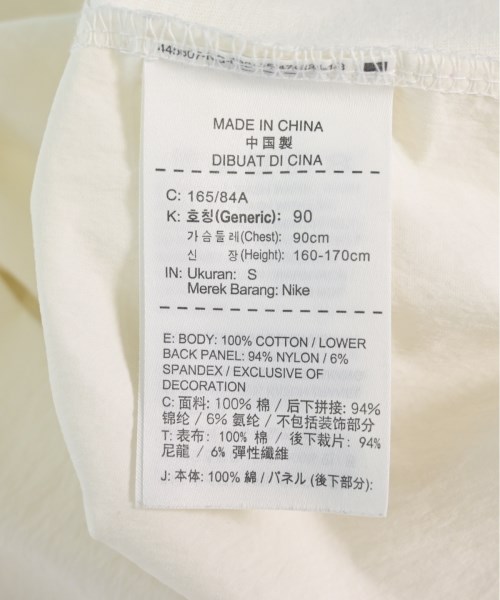 MADE IN CHINA
中国製
DIBUAT DI CINA
C: 165/84A
K: 호칭(Generic): 90
가슴둘레(Chest): 90cm
신 장(Height): 160-170cm
IN: Ukuran: S
Merek Barang: Nike
E: BODY: 100% COTTON / LOWER
BACK PANEL: 94% NYLON / 6%
SPANDEX / EXCLUSIVE OF
DECORATION
C: 面料: 100% 棉 / 后下拼接: 94%
锦纶 / 6% 氨纶 / 不包括装饰部分
T: 表布: 100% 棉 / 後下裁片: 94%
尼龍 / 6% 彈性纖維
J: 本体: 100% 綿 / パネル (後下部分):